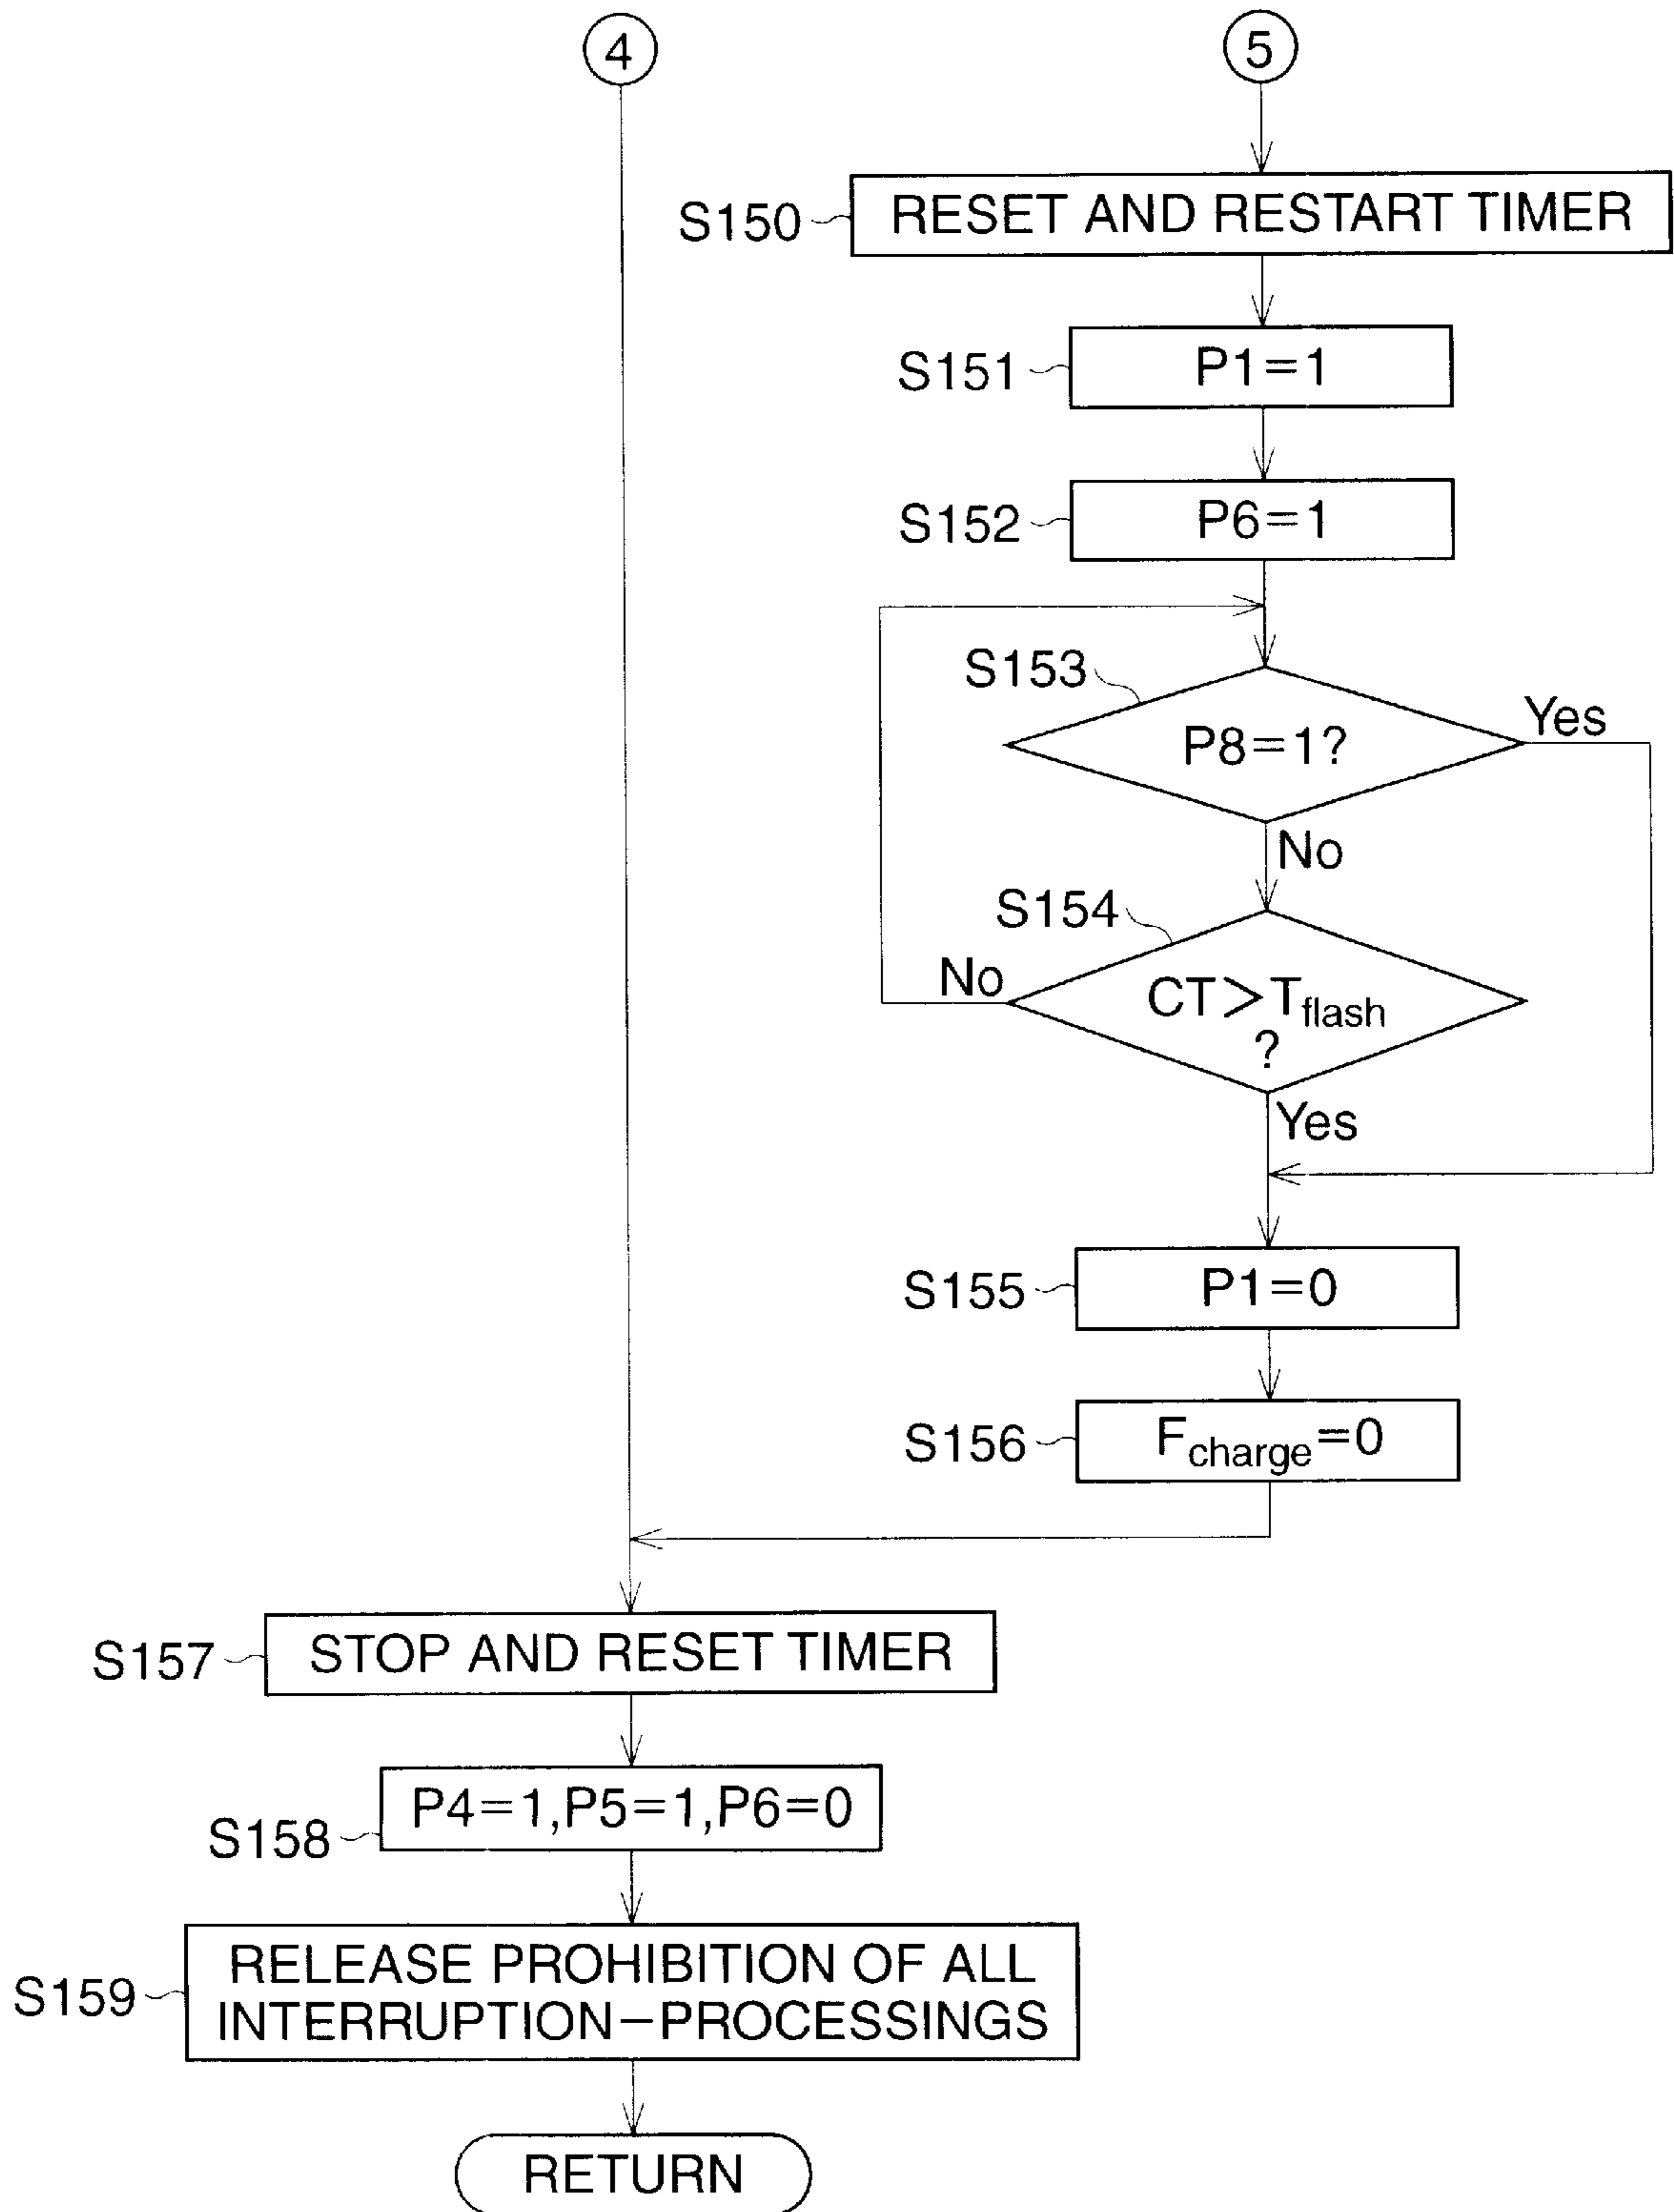 4
5
S150
RESET AND RESTART TIMER
S151
P1=1
S152
P6=1
S153
P8=1?
Yes
No
S154
CT>Tflash
?
No
Yes
S155
P1=0
S156
Fcharge=0
S157
STOP AND RESET TIMER
S158
P4=1,P5=1,P6=0
S159
RELEASE PROHIBITION OF ALL
INTERRUPTION-PROCESSINGS
RETURN